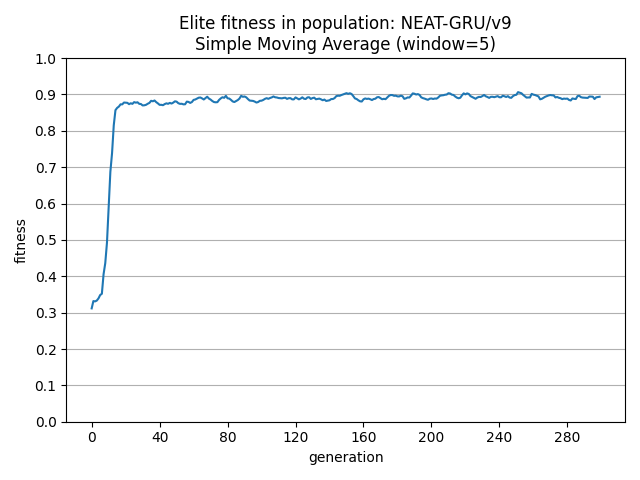 Elite fitness in population: NEAT-GRU/v9
Simple Moving Average (window=5)
1.0
0.9
0.8
0.7
0.6
0.5
0.4
0.3
0.2
0.1
0.0
fitness
0 40 80 120 160 200 240 280
generation